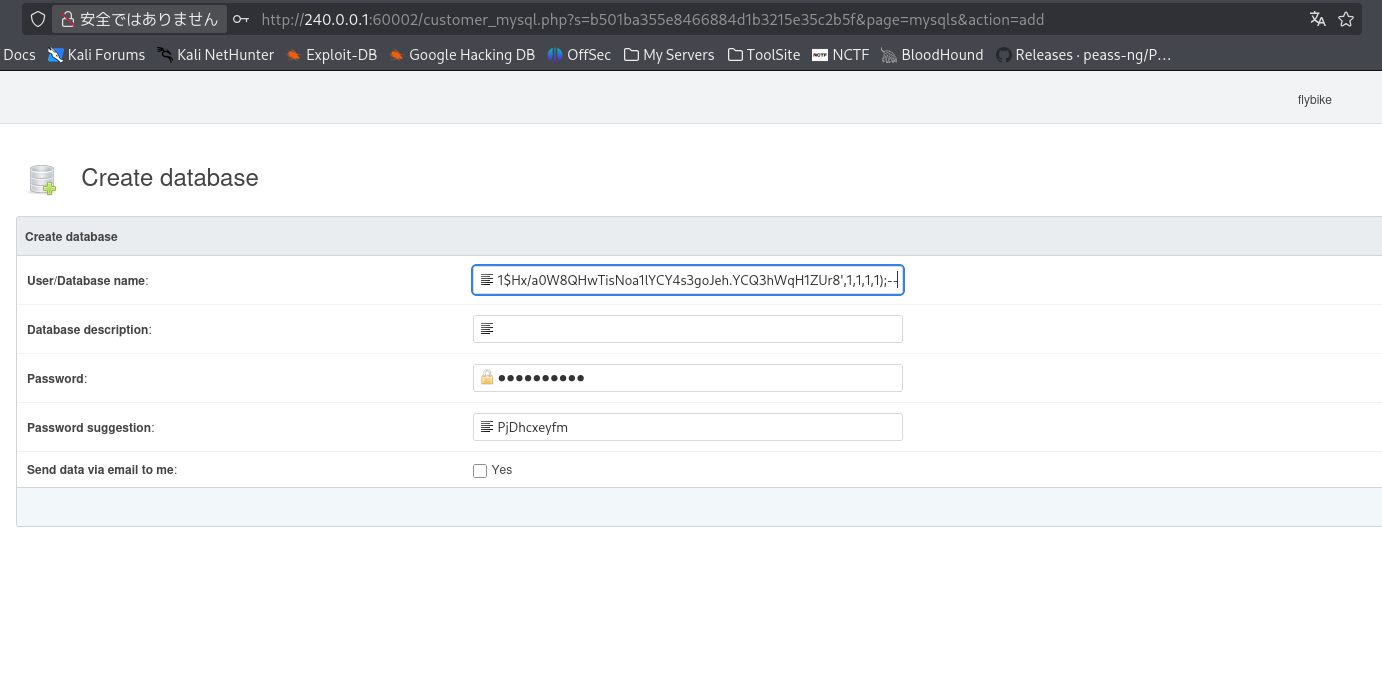 安全ではありません http://240.0.0.1:60002/customer_mysql.php?s=b501ba355e8466884d1b3215e35c2b5f&page=mysqls&action=add
Docs Kali Forums Kali NetHunter Exploit-DB Google Hacking DB OffSec My Servers ToolSite NCTF BloodHound Releases · peass-ng/P…
flybike
Create database
Create database
User/Database name: 1$Hx/a0W8QHwTisNoa1lYCY4s3goJeh.YCQ3hWqH1ZUr8',1,1,1,1);--
Database description:
Password: ●●●●●●●●●●
Password suggestion: PjDhcxeyfm
Send data via email to me: Yes